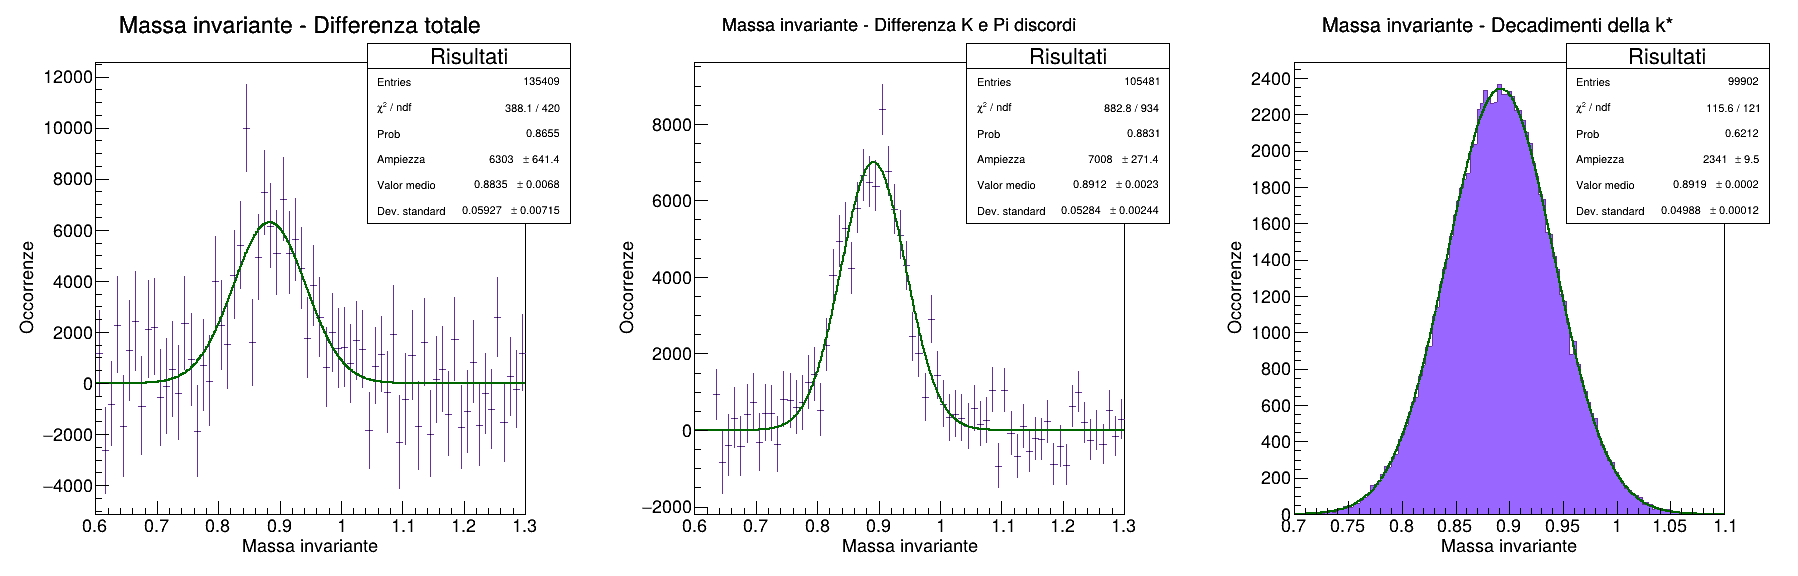 Massa invariante - Differenza totale
Risultati
Entries 135409
χ² / ndf 388.1 / 420
Prob 0.8655
Ampiezza 6303 ± 641.4
Valor medio 0.8835 ± 0.0068
Dev. standard 0.05927 ± 0.00715
Occorrenze
12000
10000
8000
6000
4000
2000
0
−2000
−4000
0.6 0.7 0.8 0.9 1 1.1 1.2 1.3
Massa invariante
Massa invariante - Differenza K e Pi discordi
Risultati
Entries 105481
χ² / ndf 882.8 / 934
Prob 0.8831
Ampiezza 7008 ± 271.4
Valor medio 0.8912 ± 0.0023
Dev. standard 0.05284 ± 0.00244
Occorrenze
8000
6000
4000
2000
0
−2000
0.6 0.7 0.8 0.9 1 1.1 1.2 1.3
Massa invariante
Massa invariante - Decadimenti della k*
Risultati
Entries 99902
χ² / ndf 115.6 / 121
Prob 0.6212
Ampiezza 2341 ± 9.5
Valor medio 0.8919 ± 0.0002
Dev. standard 0.04988 ± 0.00012
Occorrenze
2400
2200
2000
1800
1600
1400
1200
1000
800
600
400
200
0
0.7 0.75 0.8 0.85 0.9 0.95 1 1.05 1.1
Massa invariante